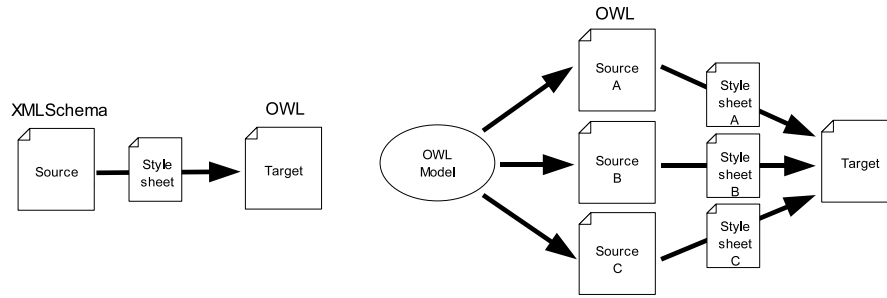 XMLSchema
OWL
Source
Style
sheet
Target
OWL
OWL
Model
Source
A
Source
B
Source
C
Style
sheet
A
Style
sheet
B
Style
sheet
C
Target